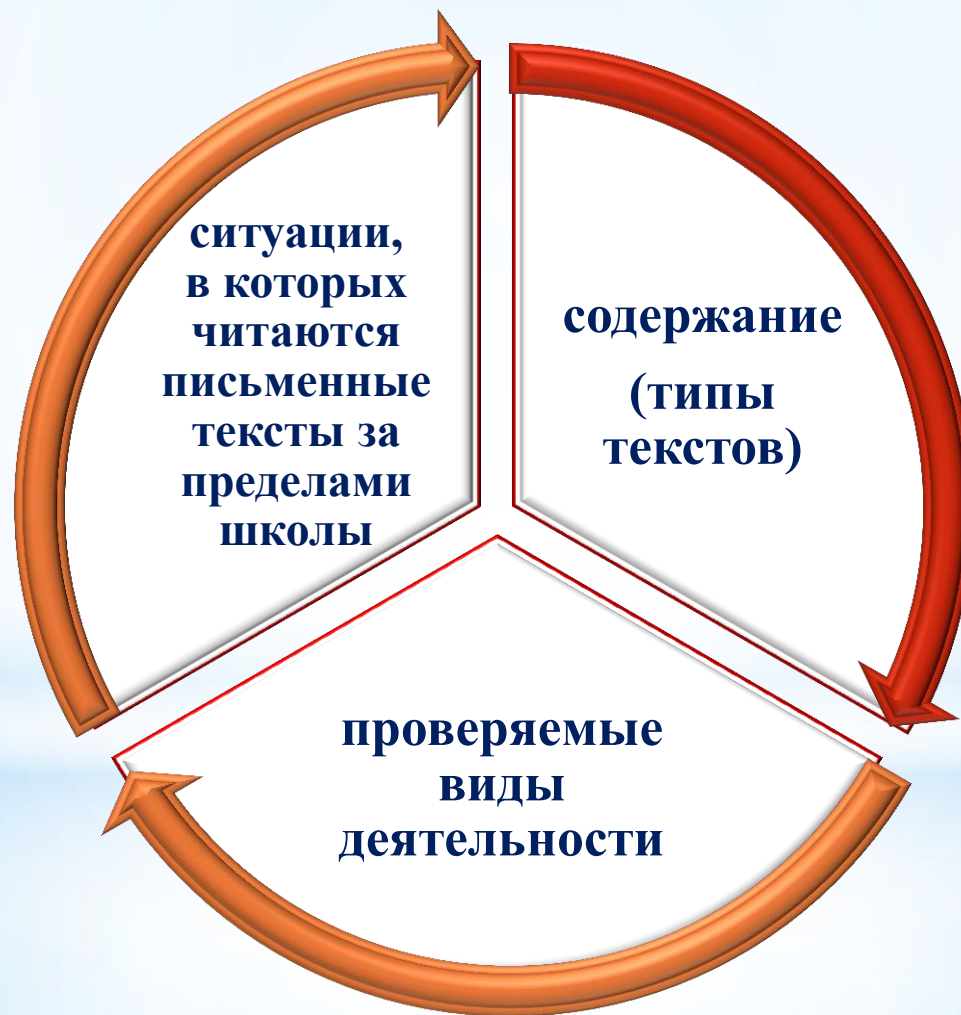 ситуации,
в которых
читаются
письменные
тексты за
пределами
школы
содержание
(типы
текстов)
проверяемые
виды
деятельности